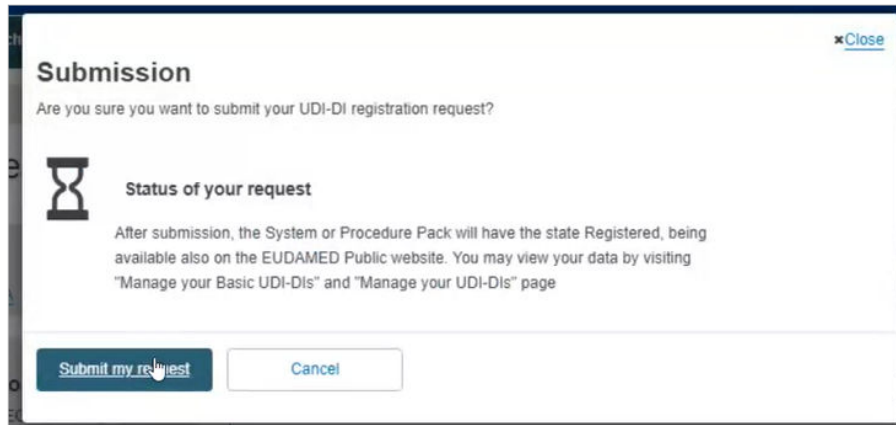 ×Close
Submission
Are you sure you want to submit your UDI-DI registration request?
Status of your request
After submission, the System or Procedure Pack will have the state Registered, being
available also on the EUDAMED Public website. You may view your data by visiting
"Manage your Basic UDI-DIs" and "Manage your UDI-DIs" page
Submit my request
Cancel